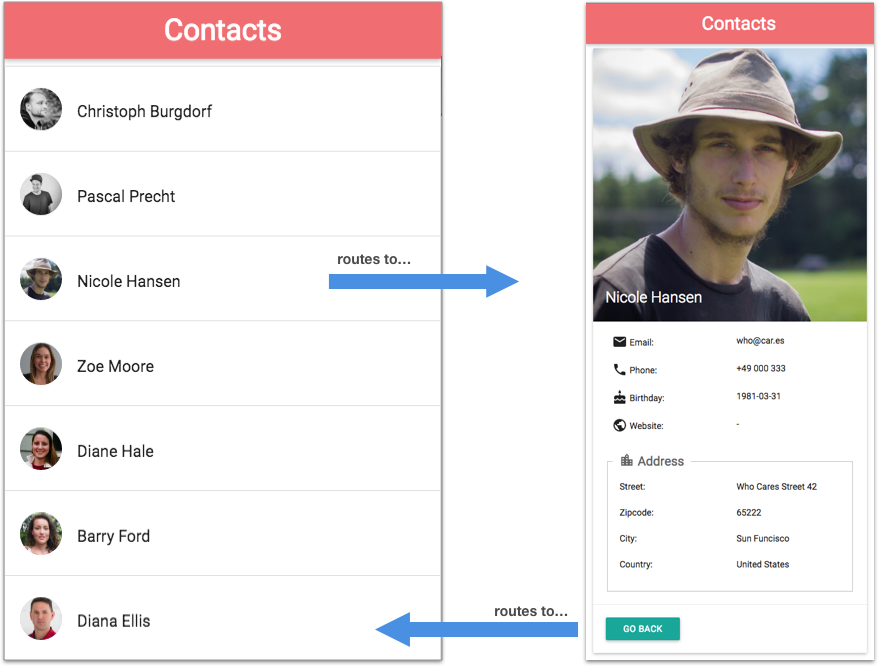 Contacts
Christoph Burgdorf
Pascal Precht
Nicole Hansen
Zoe Moore
Diane Hale
Barry Ford
Diana Ellis
routes to...
routes to...
Contacts
Nicole Hansen
Email: who@car.es
Phone: +49 000 333
Birthday: 1981-03-31
Website: -
Address
Street: Who Cares Street 42
Zipcode: 65222
City: Sun Funcisco
Country: United States
GO BACK